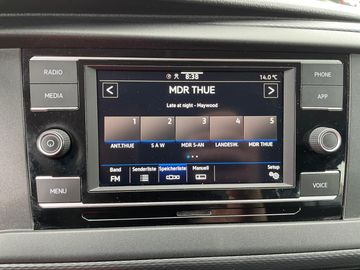 RADIO
MEDIA
MENU
8:38
14.0 °C
MDR THUE
Late at night - Maywood
1 2 3 4 5
ANT.THUE S A W MDR S-AN LANDESW. MDR THUE
Band Senderliste Speicherliste Manuell Setup
FM
PHONE
APP
VOICE